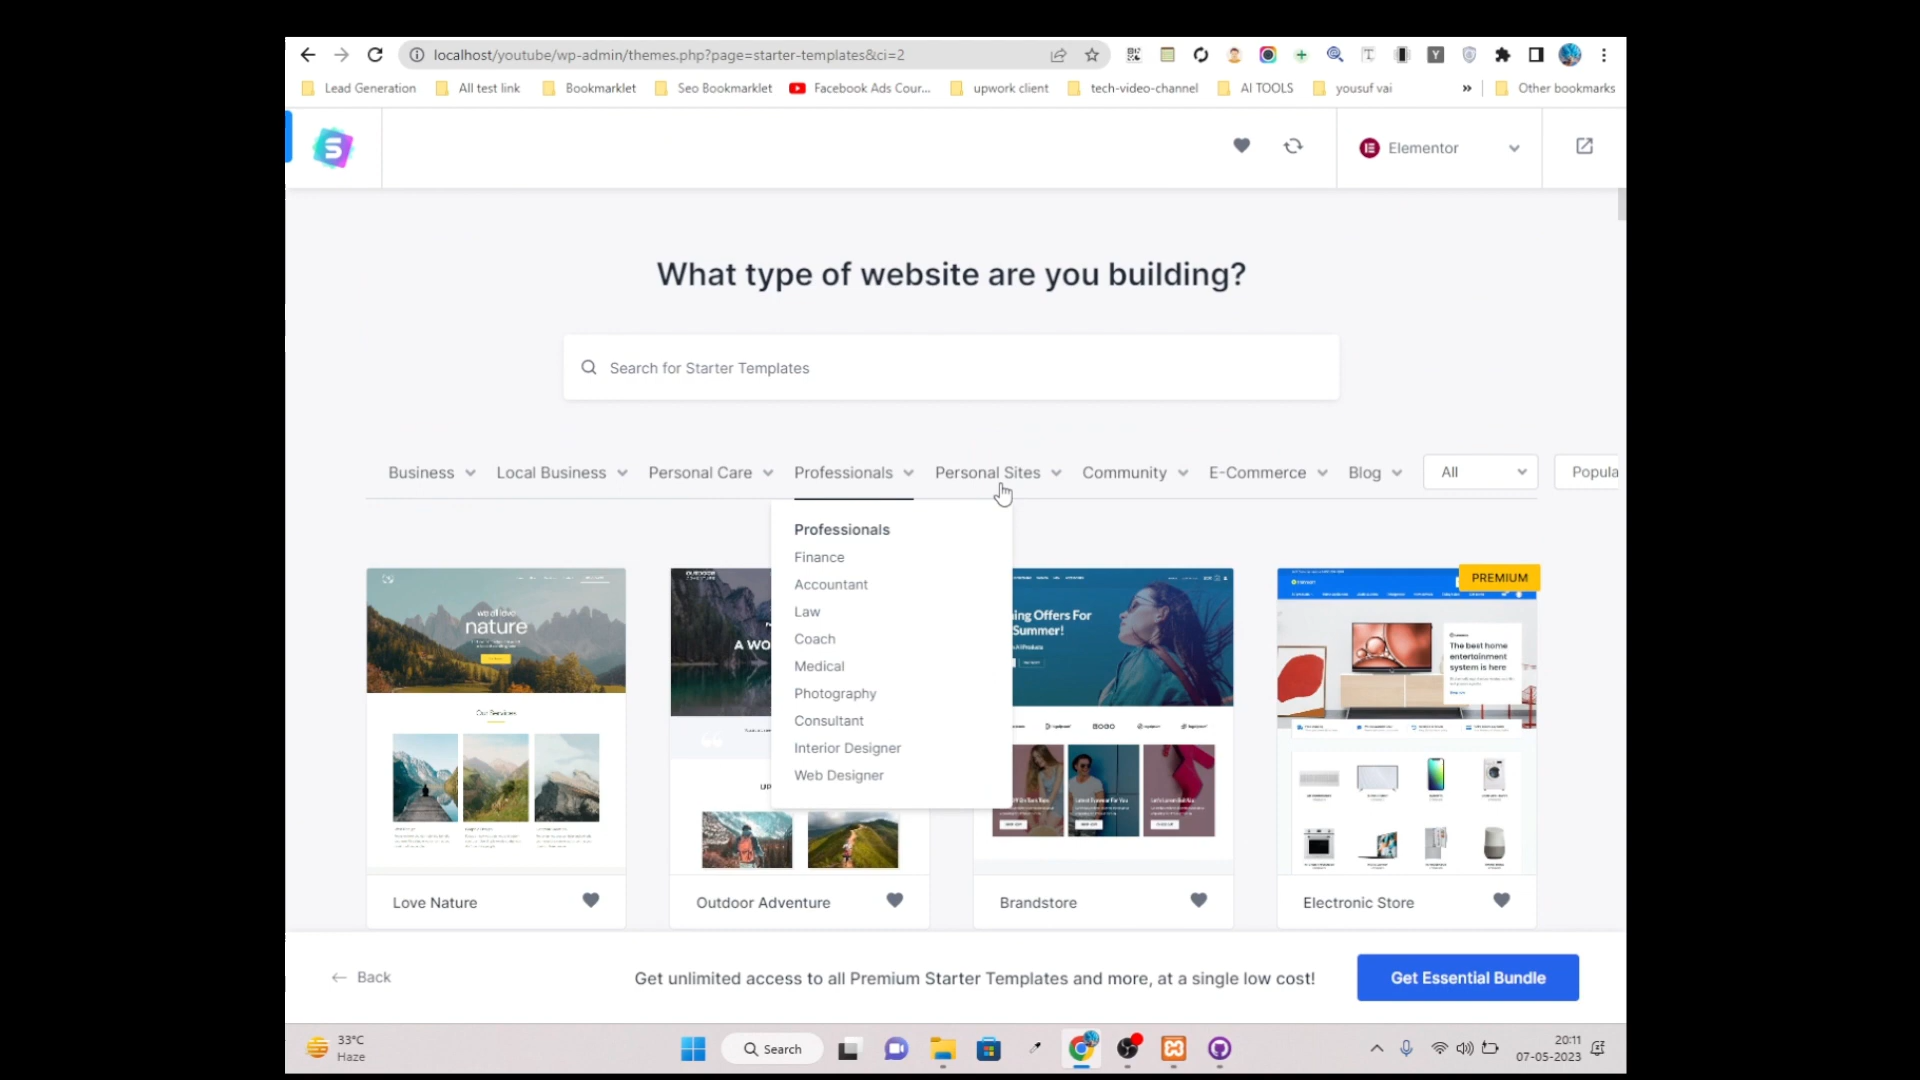 localhost/youtube/wp-admin/themes.php?page=starter-templates&ci=2
Lead Generation All test link Bookmarklet Seo Bookmarklet Facebook Ads Cour... upwork client tech-video-channel AI TOOLS yousuf vai » Other bookmarks
Elementor
What type of website are you building?
Search for Starter Templates
Business Local Business Personal Care Professionals Personal Sites Community E-Commerce Blog All Popula
Professionals
Finance
Accountant
Law
Coach
Medical
Photography
Consultant
Interior Designer
Web Designer
we all love
nature
Our Services
A WO
UP
ing Offers For
Summer!
PREMIUM
The best home
entertainment
system is here
Love Nature
Outdoor Adventure
Brandstore
Electronic Store
Back
Get unlimited access to all Premium Starter Templates and more, at a single low cost!
Get Essential Bundle
33°C
Haze
Search
20:11
07-05-2023